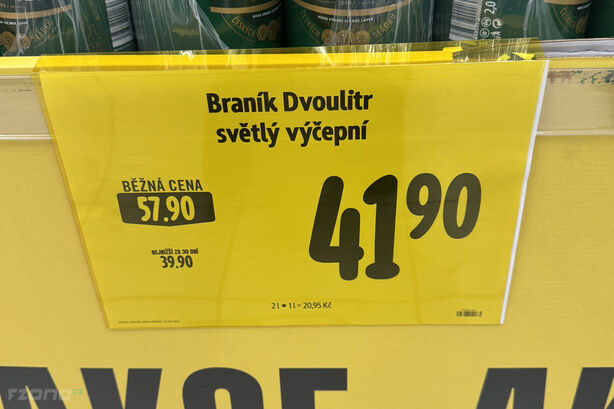 Braník Dvoulitr
světlý výčepní
BĚŽNÁ CENA
57.90
NEJNIŽŠÍ ZA 30 DNÍ
39.90
41 90
2 l • 1 l = 20,95 Kč